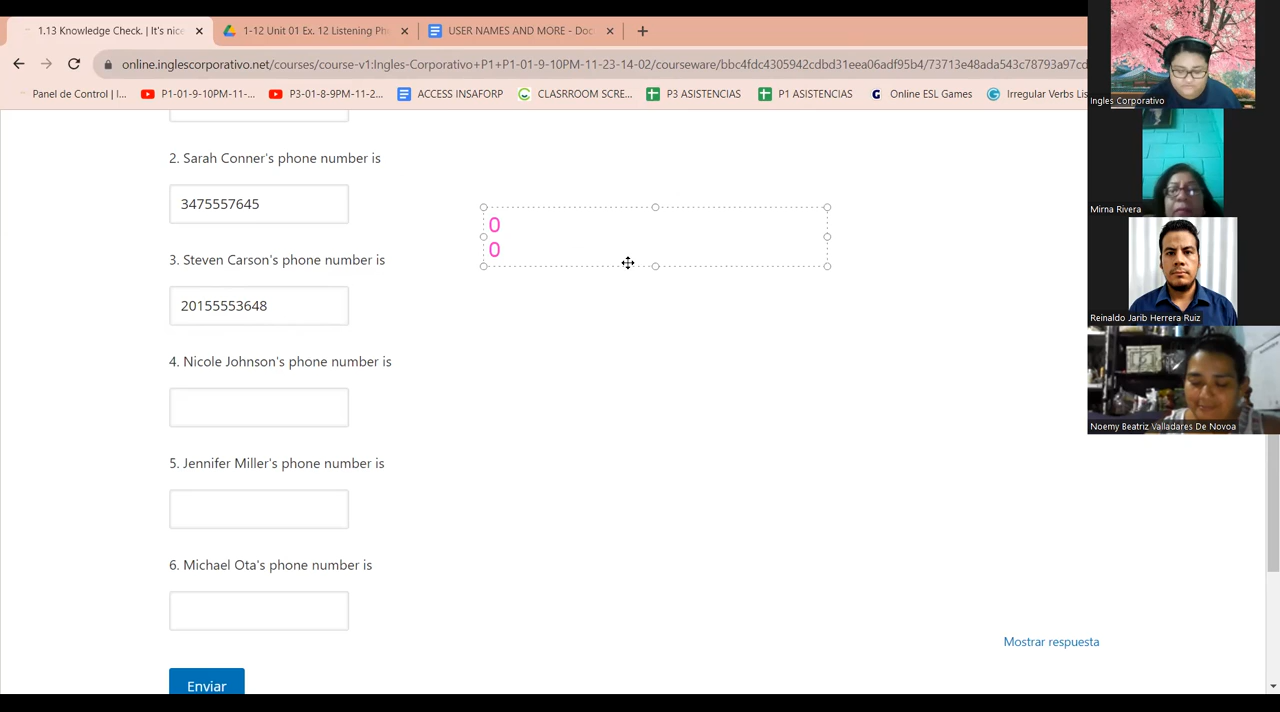 1.13 Knowledge Check. | It's nice
1-12 Unit 01 Ex. 12 Listening Ph
USER NAMES AND MORE - Doc
online.inglescorporativo.net/courses/course-v1:Ingles-Corporativo+P1+P1-01-9-10PM-11-23-14-02/courseware/bbc4fdc4305942cdbd31eea06adf95b4/73713e48ada543c78793a97cd
Panel de Control | I...
P1-01-9-10PM-11-...
P3-01-8-9PM-11-2...
ACCESS INSAFORP
CLASRROOM SCRE...
P3 ASISTENCIAS
P1 ASISTENCIAS
Online ESL Games
Irregular Verbs Lis
Ingles Corporativo
Mirna Rivera
Reinaldo Jarib Herrera Ruiz
Noemy Beatriz Valladares De Novoa
2. Sarah Conner's phone number is
3475557645
0
0
3. Steven Carson's phone number is
20155553648
4. Nicole Johnson's phone number is
5. Jennifer Miller's phone number is
6. Michael Ota's phone number is
Mostrar respuesta
Enviar